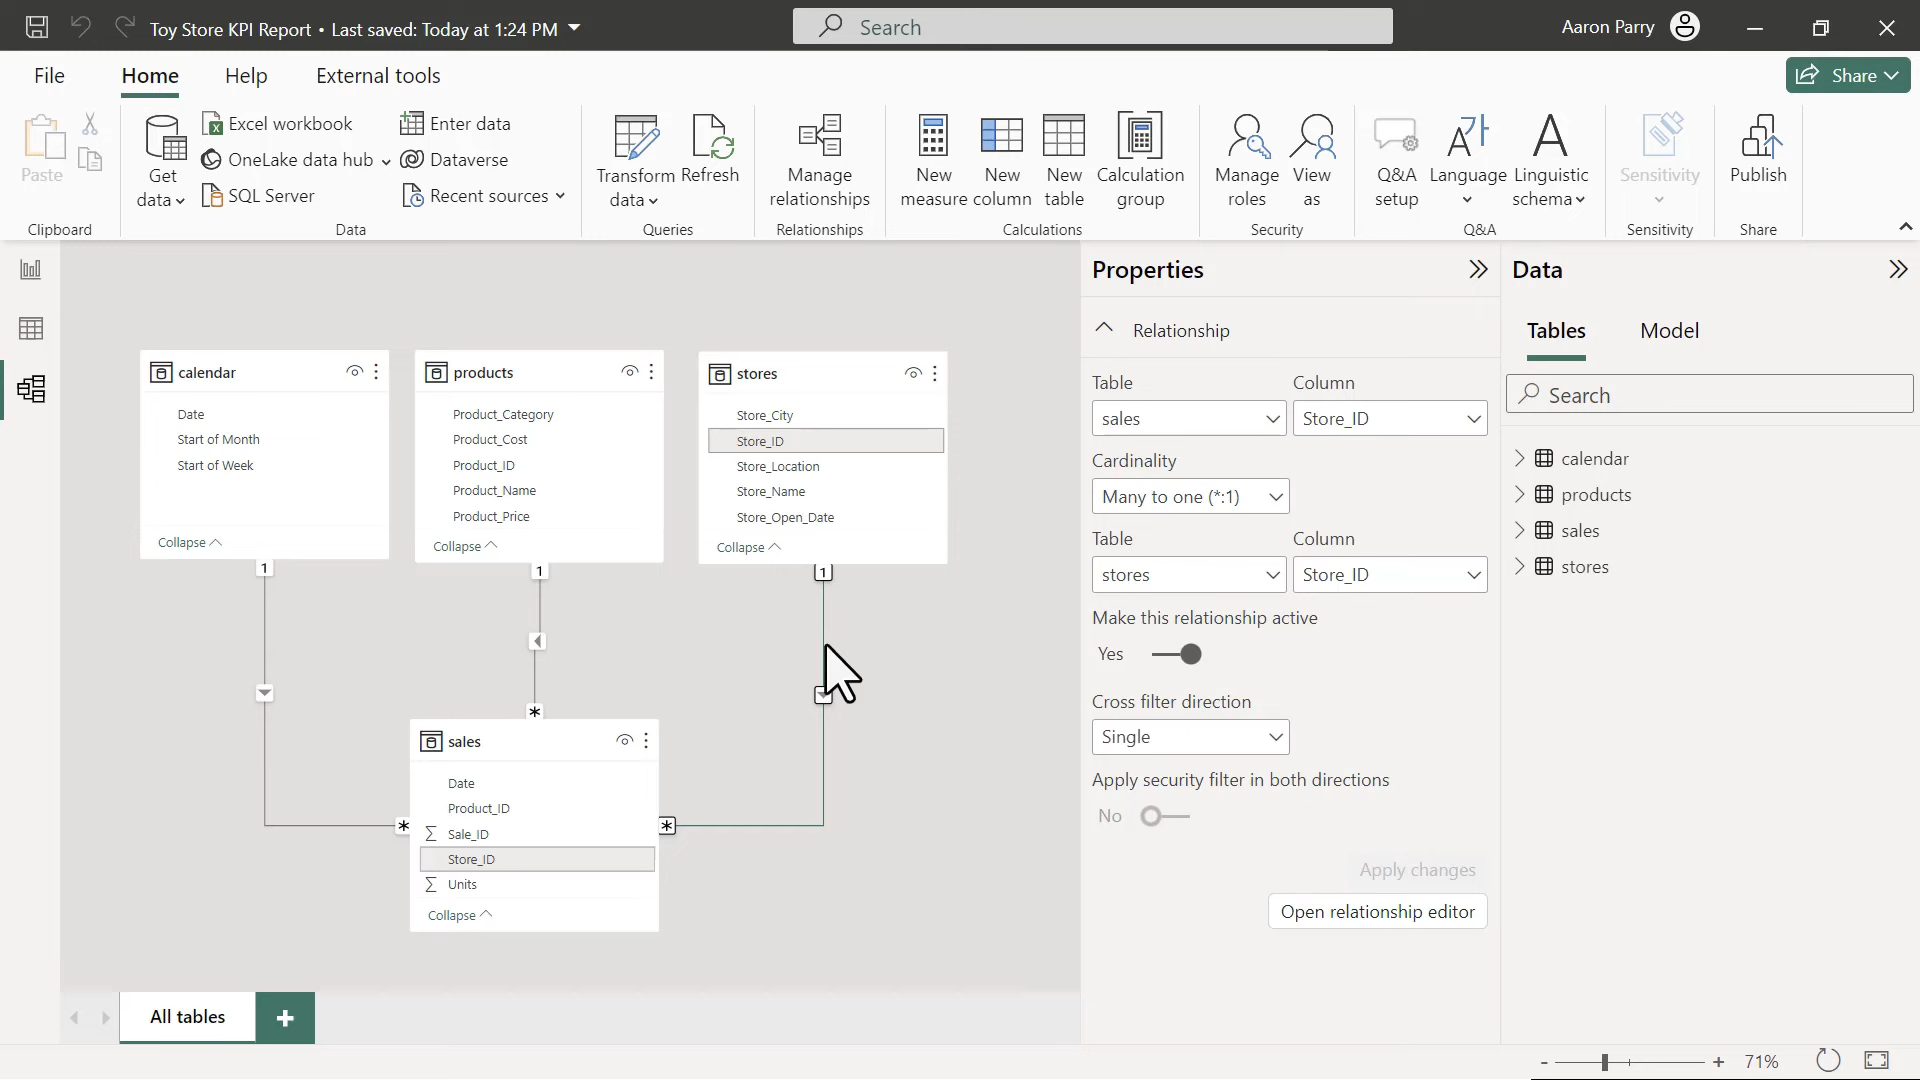 Toy Store KPI Report • Last saved: Today at 1:24 PM
Search
Aaron Parry
File
Home
Help
External tools
Share
Paste
Clipboard
Get data
Excel workbook
OneLake data hub
SQL Server
Enter data
Dataverse
Recent sources
Data
Transform data
Refresh
Queries
Manage relationships
Relationships
New measure
New column
New table
Calculation group
Calculations
Manage roles
View as
Security
Q&A setup
Language
Linguistic schema
Q&A
Sensitivity
Sensitivity
Publish
Share
calendar
Date
Start of Month
Start of Week
Collapse
1
products
Product_Category
Product_Cost
Product_ID
Product_Name
Product_Price
Collapse
1
stores
Store_City
Store_ID
Store_Location
Store_Name
Store_Open_Date
Collapse
1
*
*
*
sales
Date
Product_ID
Σ Sale_ID
Store_ID
Σ Units
Collapse
All tables
+
Properties
Relationship
Table
Column
sales
Store_ID
Cardinality
Many to one (*:1)
Table
Column
stores
Store_ID
Make this relationship active
Yes
Cross filter direction
Single
Apply security filter in both directions
No
Apply changes
Open relationship editor
Data
Tables
Model
Search
calendar
products
sales
stores
- + 71%